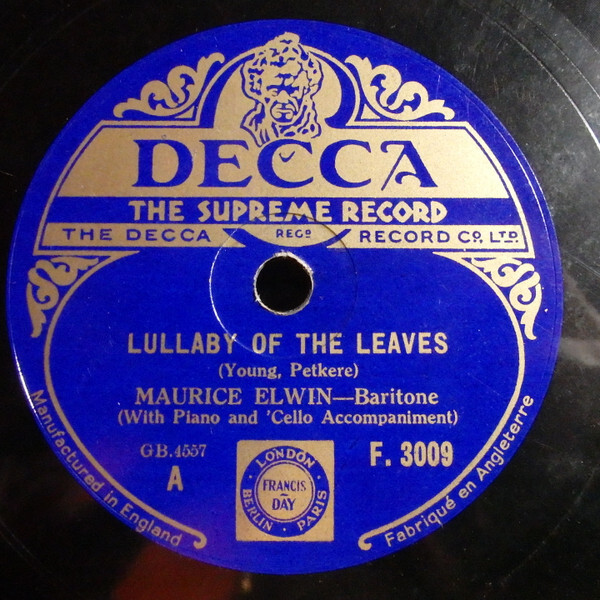 DECCA
THE SUPREME RECORD
THE DECCA REGD RECORD CO. LTD.
LULLABY OF THE LEAVES
(Young, Petkere)
MAURICE ELWIN—Baritone
(With Piano and 'Cello Accompaniment)
GB.4557
A
F. 3009
LONDON
FRANCIS
~
DAY
BERLIN · PARIS
Manufactured in England
Fabriqué en Angleterre